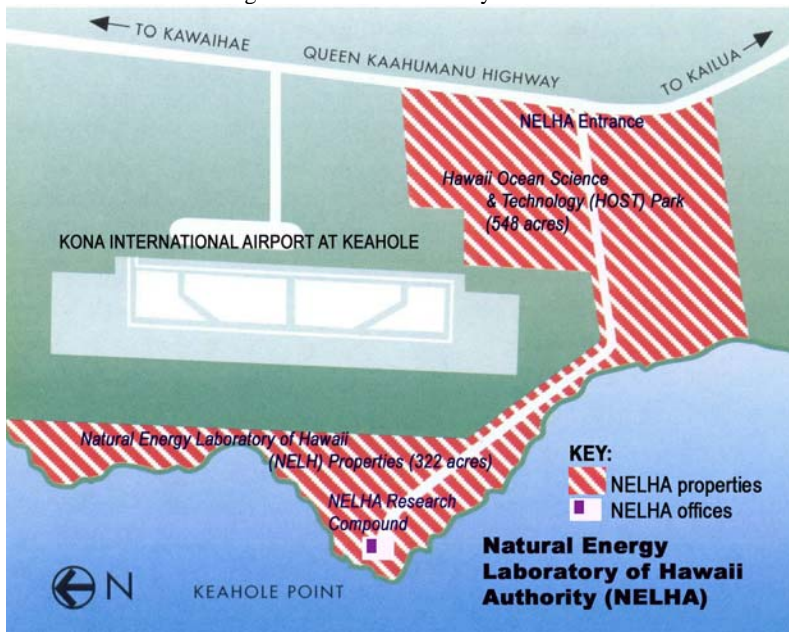 TO KAWAIHAE
QUEEN KAAHUMANU HIGHWAY
TO KAILUA
NELHA Entrance
Hawaii Ocean Science
& Technology (HOST) Park
(548 acres)
KONA INTERNATIONAL AIRPORT AT KEAHOLE
Natural Energy Laboratory of Hawaii
(NELH) Properties (322 acres)
NELHA Research
Compound
KEY:
NELHA properties
NELHA offices
Natural Energy
Laboratory of Hawaii
Authority (NELHA)
N
KEAHOLE POINT